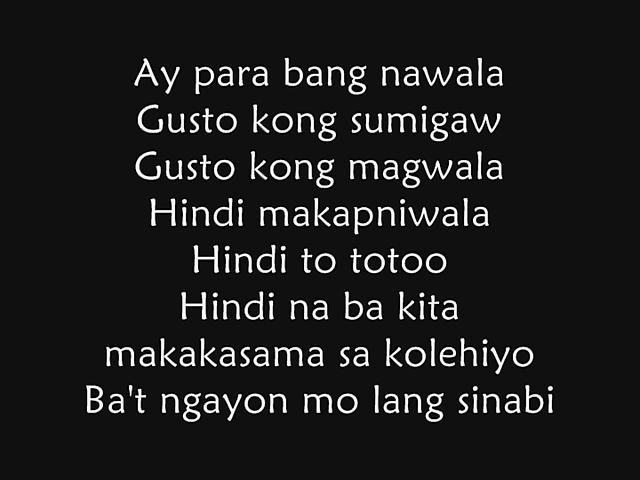 Ay para bang nawala
Gusto kong sumigaw
Gusto kong magwala
Hindi makapniwala
Hindi to totoo
Hindi na ba kita
makakasama sa kolehiyo
Ba't ngayon mo lang sinabi